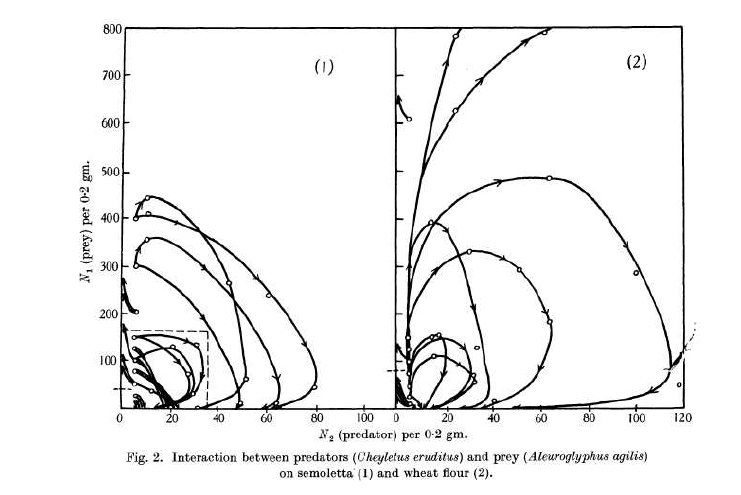 800
700
600
500
400
300
200
100
(1)
(2)
N₁ (prey) per 0·2 gm.
0 20 40 60 80 100 0 20 40 60 80 100 120
N₂ (predator) per 0·2 gm.
Fig. 2. Interaction between predators (Cheyletus eruditus) and prey (Aleuroglyphus agilis)
on semoletta (1) and wheat flour (2).